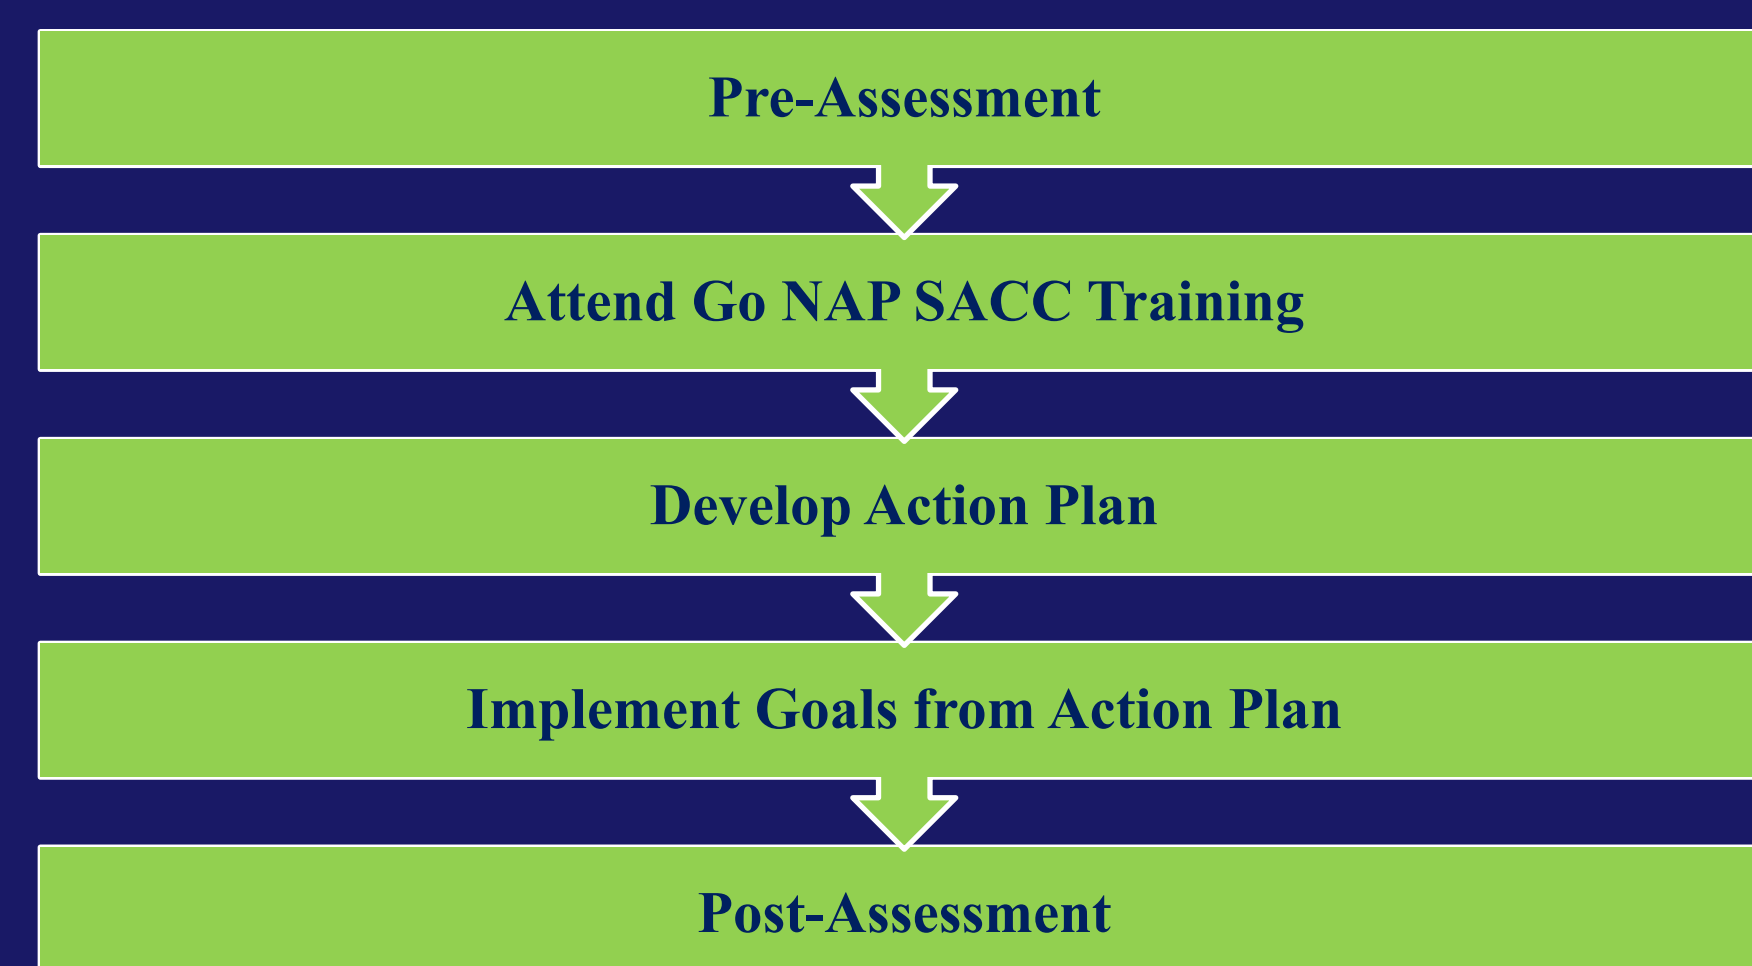 Pre-Assessment
Attend Go NAP SACC Training
Develop Action Plan
Implement Goals from Action Plan
Post-Assessment